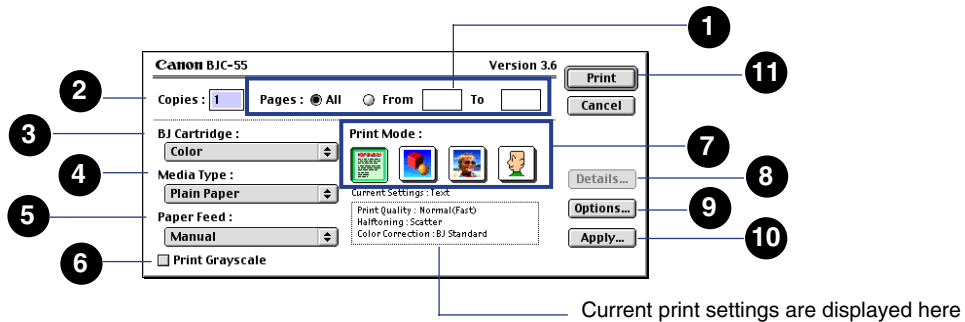 1
Canon BJC-55 Version 3.6
Print
11
2
Copies : 1 Pages : All From To
Cancel
3
BJ Cartridge :
Color
Print Mode :
7
4
Media Type :
Plain Paper
Current Settings : Text
Details...
8
5
Paper Feed :
Manual
Print Quality : Normal(Fast)
Halftoning : Scatter
Color Correction : BJ Standard
Options...
9
Apply...
10
6
Print Grayscale
Current print settings are displayed here